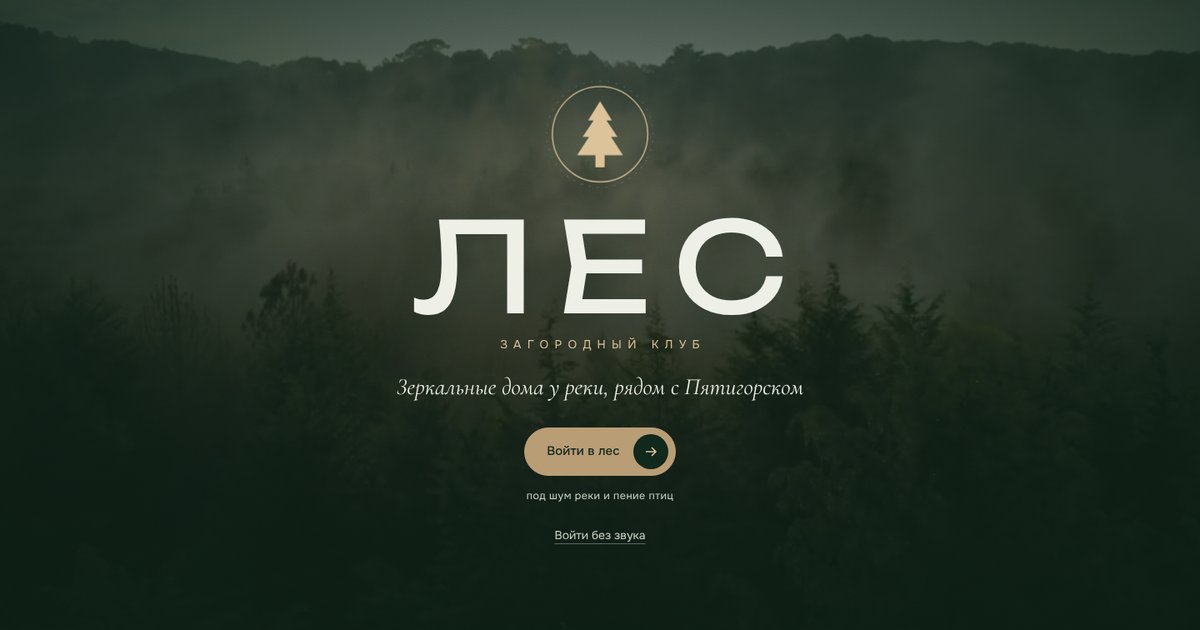 ЛЕС
ЗАГОРОДНЫЙ КЛУБ
Зеркальные дома у реки, рядом с Пятигорском
Войти в лес
под шум реки и пение птиц
Войти без звука